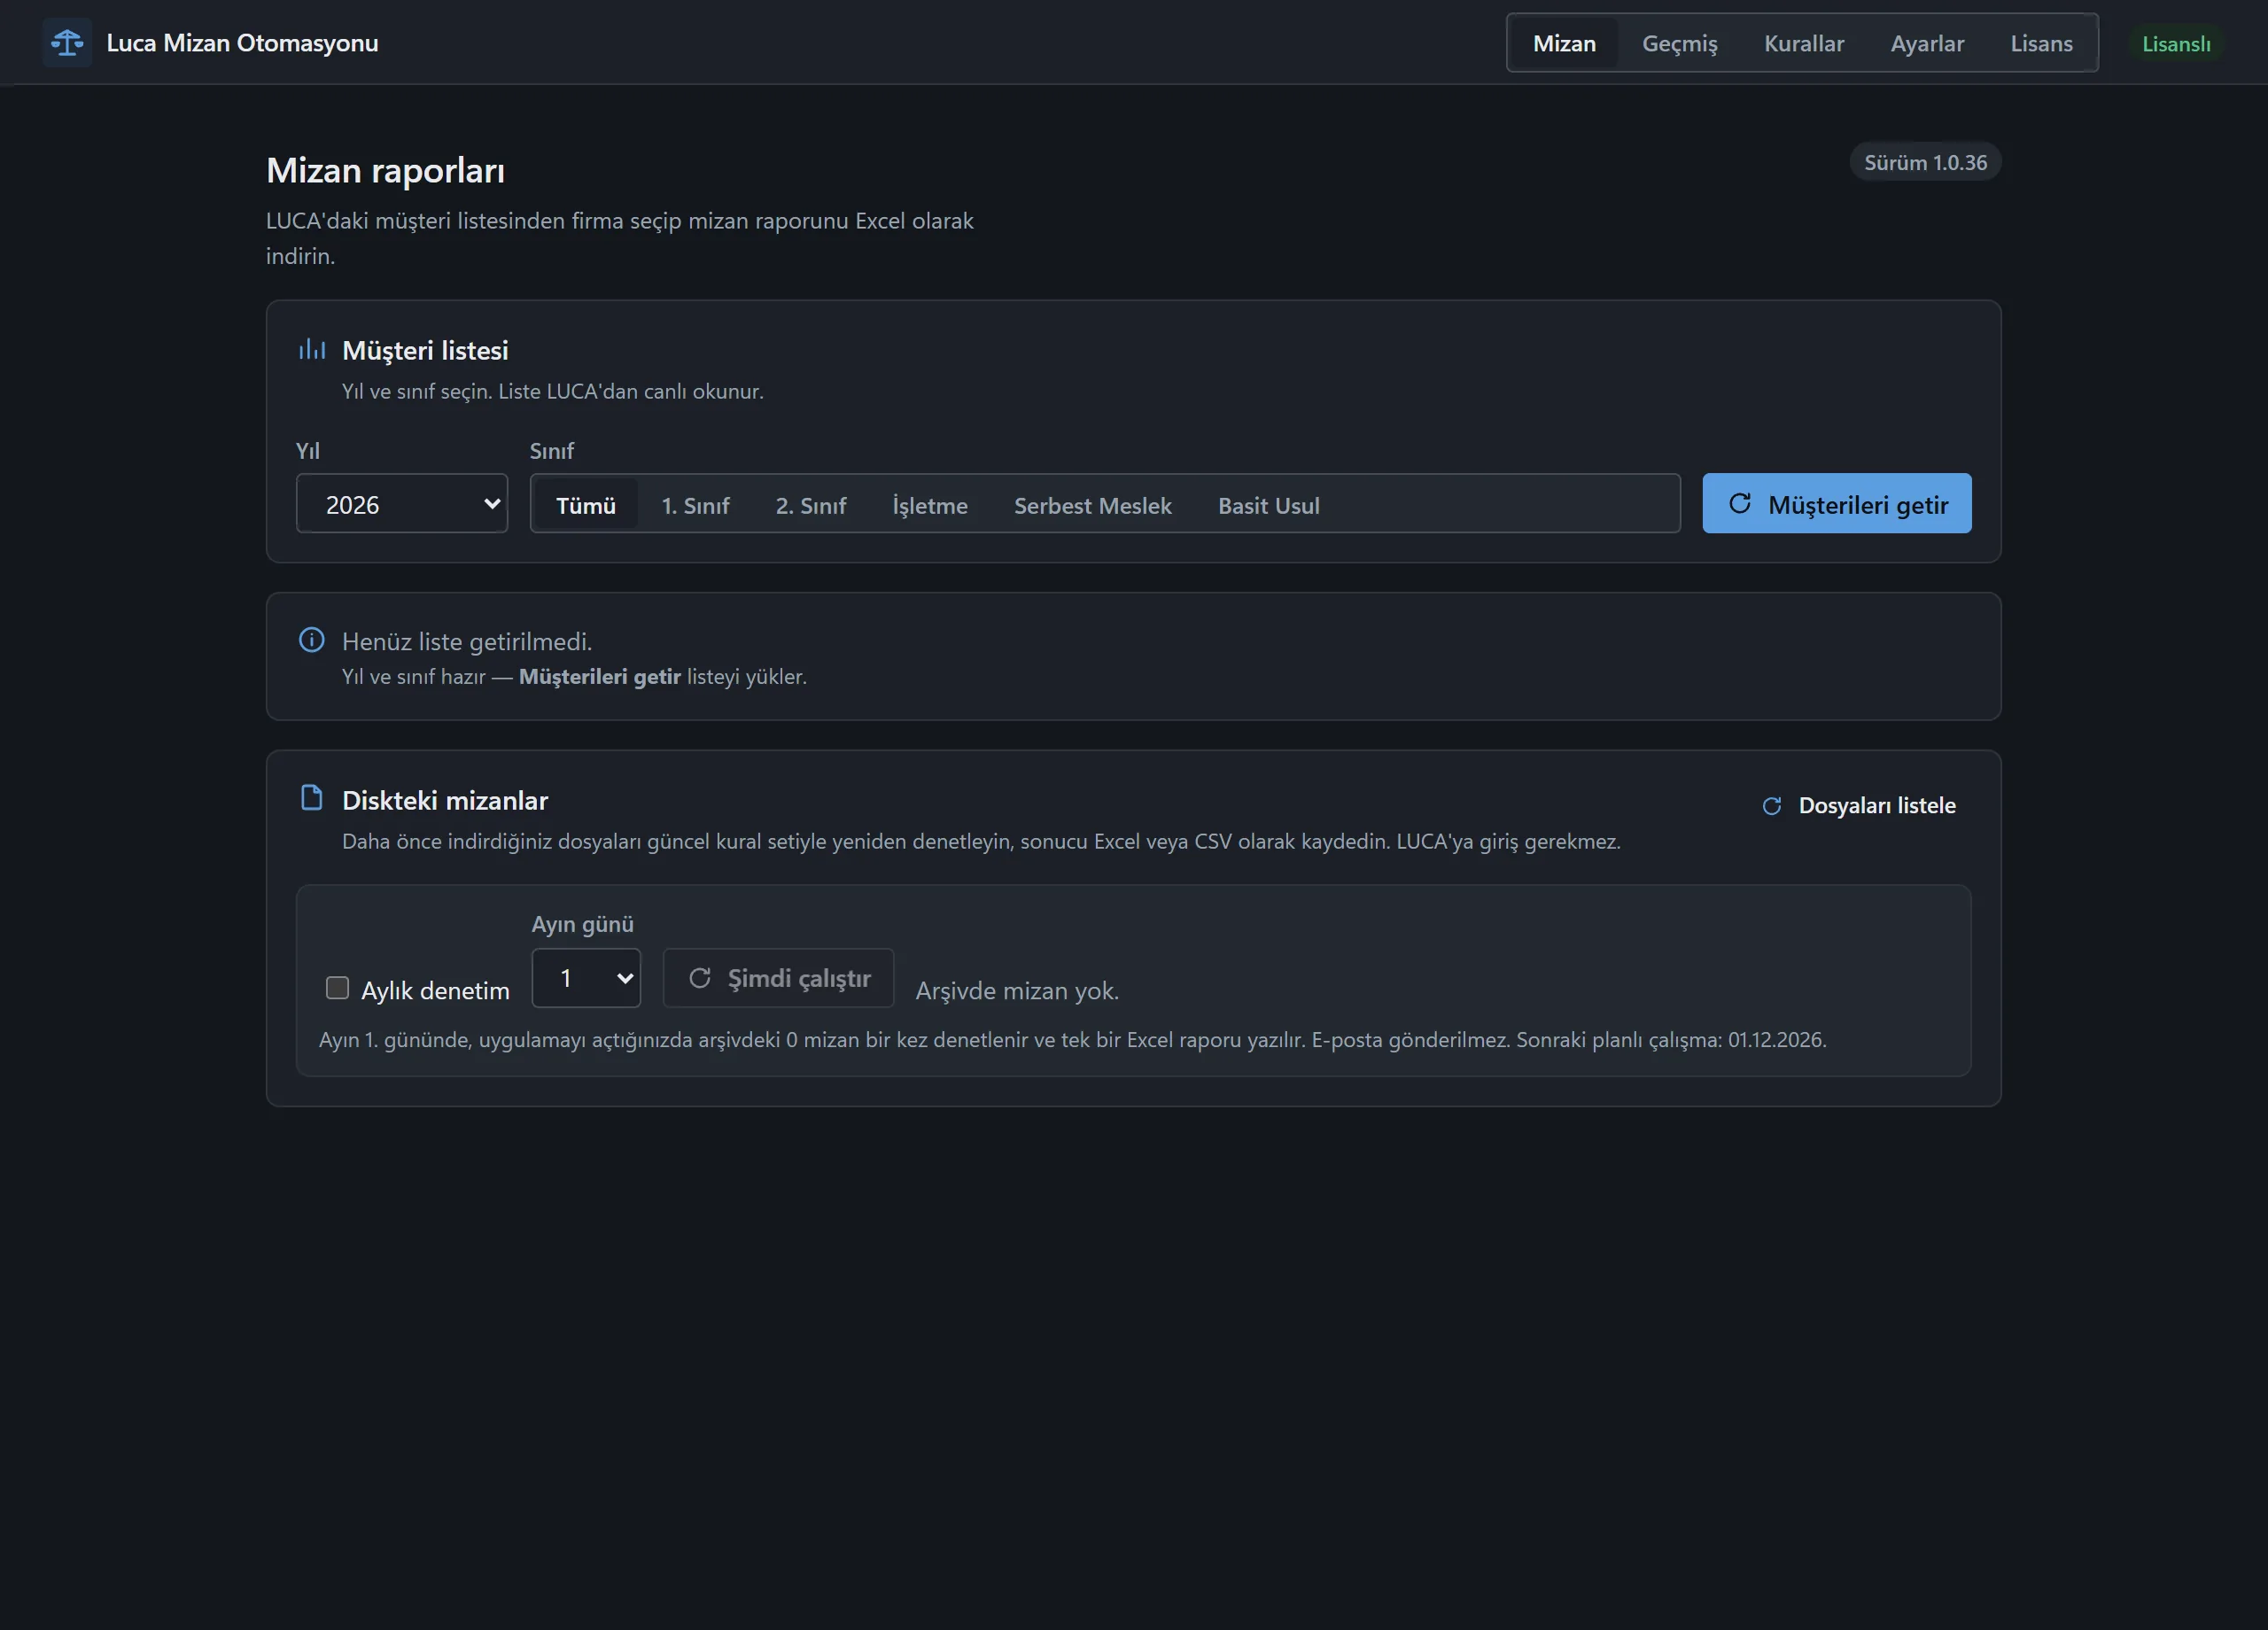 Luca Mizan Otomasyonu
Mizan Geçmiş Kurallar Ayarlar Lisans Lisanslı
Mizan raporları
Sürüm 1.0.36
LUCA'daki müşteri listesinden firma seçip mizan raporunu Excel olarak
indirin.
Müşteri listesi
Yıl ve sınıf seçin. Liste LUCA'dan canlı okunur.
Yıl Sınıf
2026 Tümü 1. Sınıf 2. Sınıf İşletme Serbest Meslek Basit Usul Müşterileri getir
Henüz liste getirilmedi.
Yıl ve sınıf hazır — Müşterileri getir listeyi yükler.
Diskteki mizanlar
Dosyaları listele
Daha önce indirdiğiniz dosyaları güncel kural setiyle yeniden denetleyin, sonucu Excel veya CSV olarak kaydedin. LUCA'ya giriş gerekmez.
Ayın günü
Aylık denetim 1 Şimdi çalıştır Arşivde mizan yok.
Ayın 1. gününde, uygulamayı açtığınızda arşivdeki 0 mizan bir kez denetlenir ve tek bir Excel raporu yazılır. E-posta gönderilmez. Sonraki planlı çalışma: 01.12.2026.